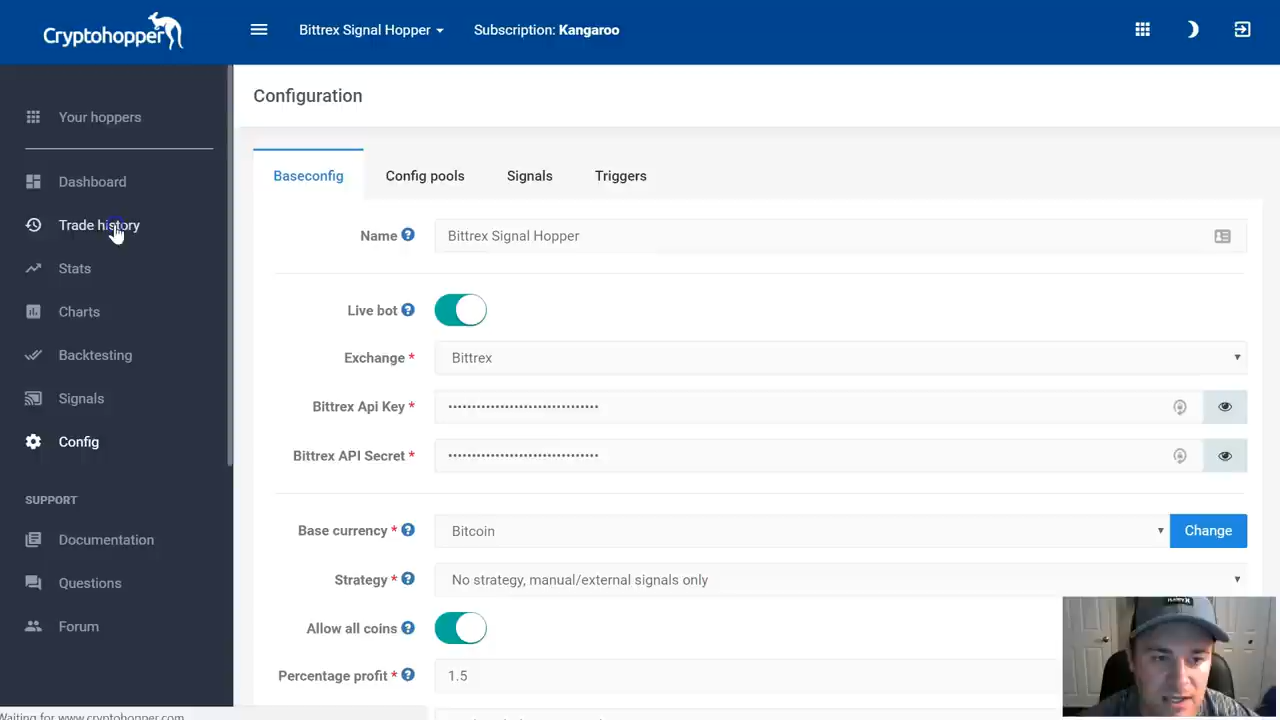 Cryptohopper
Bittrex Signal Hopper
Subscription: Kangaroo
Your hoppers
Dashboard
Trade history
Stats
Charts
Backtesting
Signals
Config
SUPPORT
Documentation
Questions
Forum
Waiting for www.cryptohopper.com
Configuration
Baseconfig
Config pools
Signals
Triggers
Name
Bittrex Signal Hopper
Live bot
Exchange *
Bittrex
Bittrex Api Key *
•••••••••••••••••••••••••••••••
Bittrex API Secret *
•••••••••••••••••••••••••••••••
Base currency *
Bitcoin
Change
Strategy *
No strategy, manual/external signals only
Allow all coins
Percentage profit *
1.5